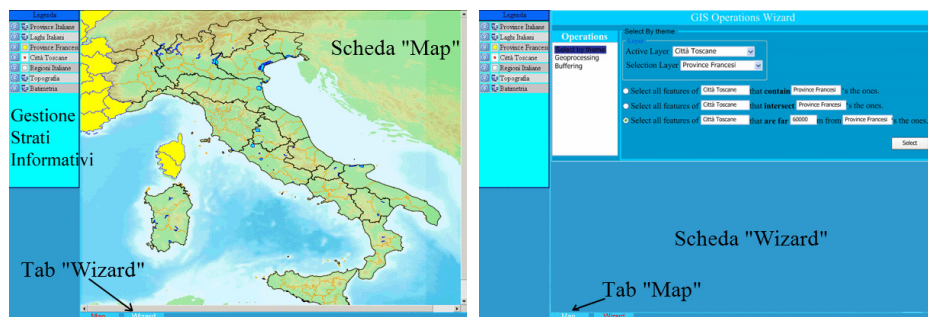 Legenda
Province Italiane
Laghi Italiani
Province Francesi
Città Toscane
Regioni Italiane
Topografia
Batimetria
Gestione
Strati
Informativi
Scheda "Map"
Tab "Wizard"
Map
Wizard
Legenda
Province Italiane
Laghi Italiani
Province Francesi
Città Toscane
Regioni Italiane
Topografia
Batimetria
GIS Operations Wizard
Operations
Select by theme
Geoprocessing
Buffering
Select By theme
Layer
Active Layer Città Toscane
Selection Layer Province Francesi
Select all features of Città Toscane that contain Province Francesi 's the ones.
Select all features of Città Toscane that intersect Province Francesi 's the ones.
Select all features of Città Toscane that are far 60000 m from Province Francesi 's the ones.
Select
Scheda "Wizard"
Tab "Map"
Map
Wizard